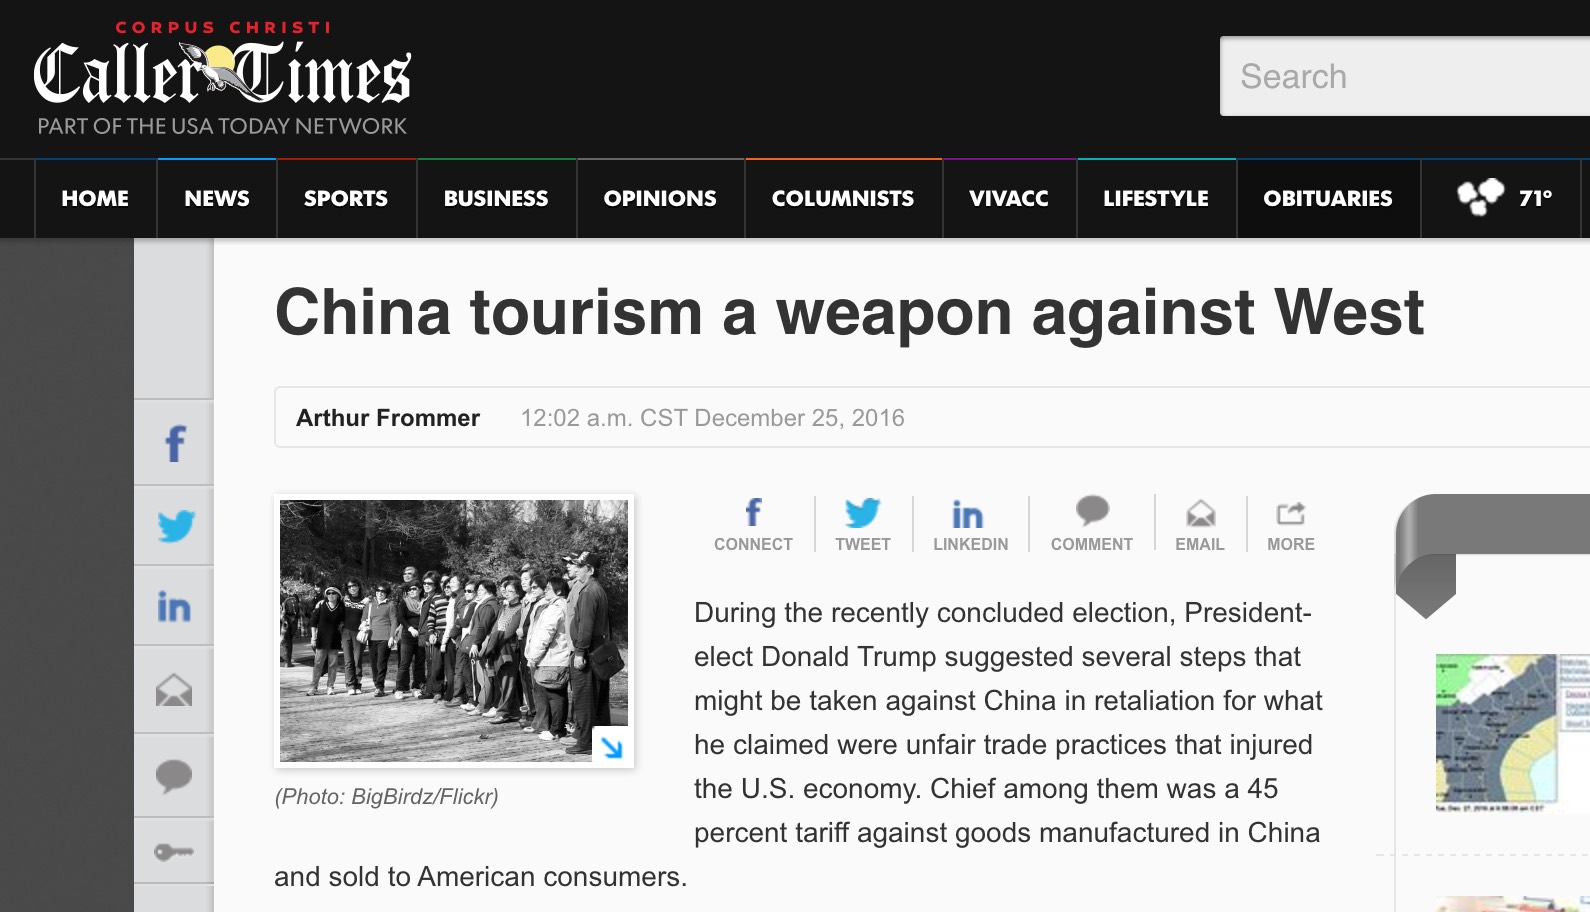 CORPUS CHRISTI
Caller Times
PART OF THE USA TODAY NETWORK
Search
HOME
NEWS
SPORTS
BUSINESS
OPINIONS
COLUMNISTS
VIVACC
LIFESTYLE
OBITUARIES
71°
China tourism a weapon against West
Arthur Frommer
12:02 a.m. CST December 25, 2016
CONNECT
TWEET
LINKEDIN
COMMENT
EMAIL
MORE
(Photo: BigBirdz/Flickr)
During the recently concluded election, President-
elect Donald Trump suggested several steps that
might be taken against China in retaliation for what
he claimed were unfair trade practices that injured
the U.S. economy. Chief among them was a 45
percent tariff against goods manufactured in China
and sold to American consumers.